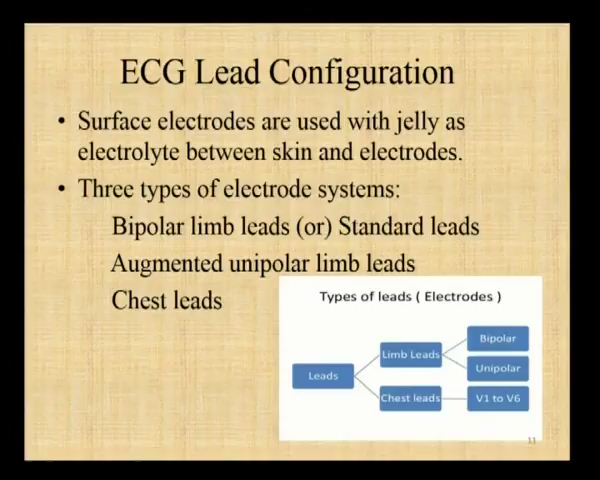 ECG Lead Configuration
• Surface electrodes are used with jelly as
electrolyte between skin and electrodes.
• Three types of electrode systems:
Bipolar limb leads (or) Standard leads
Augmented unipolar limb leads
Chest leads
Types of leads ( Electrodes )
Leads
Limb Leads
Bipolar
Unipolar
Chest leads
V1 to V6
11